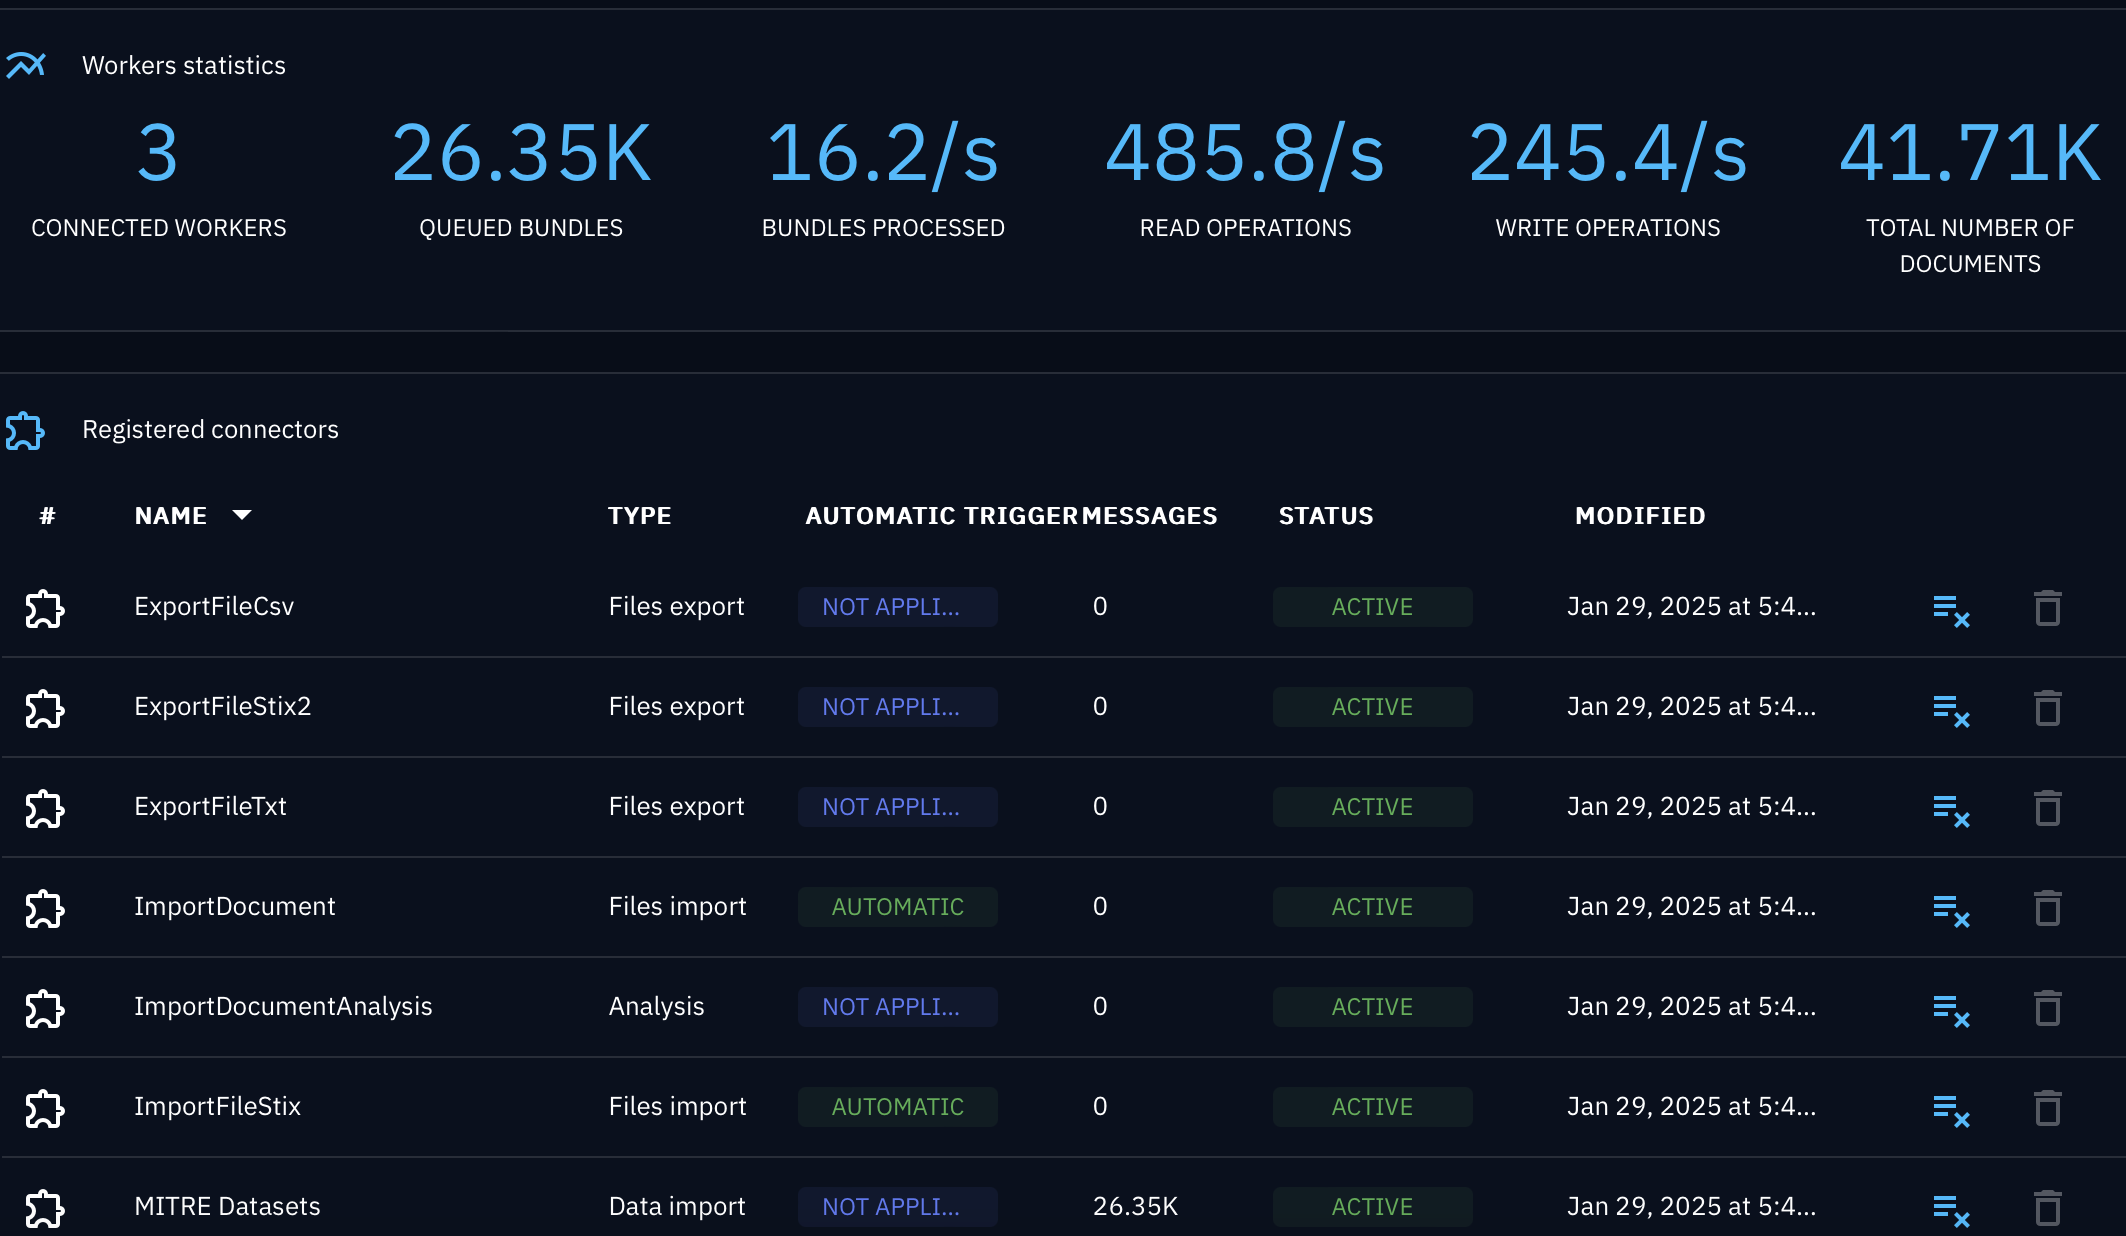 Workers statistics
3 26.35K 16.2/s 485.8/s 245.4/s 41.71K
CONNECTED WORKERS QUEUED BUNDLES BUNDLES PROCESSED READ OPERATIONS WRITE OPERATIONS TOTAL NUMBER OF
DOCUMENTS
Registered connectors
# NAME TYPE AUTOMATIC TRIGGER MESSAGES STATUS MODIFIED
ExportFileCsv Files export NOT APPLI... 0 ACTIVE Jan 29, 2025 at 5:4...
ExportFileStix2 Files export NOT APPLI... 0 ACTIVE Jan 29, 2025 at 5:4...
ExportFileTxt Files export NOT APPLI... 0 ACTIVE Jan 29, 2025 at 5:4...
ImportDocument Files import AUTOMATIC 0 ACTIVE Jan 29, 2025 at 5:4...
ImportDocumentAnalysis Analysis NOT APPLI... 0 ACTIVE Jan 29, 2025 at 5:4...
ImportFileStix Files import AUTOMATIC 0 ACTIVE Jan 29, 2025 at 5:4...
MITRE Datasets Data import NOT APPLI... 26.35K ACTIVE Jan 29, 2025 at 5:4...